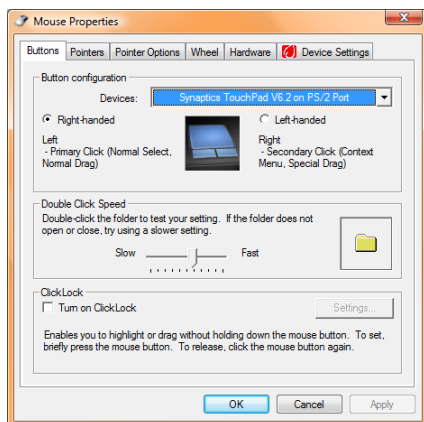 Mouse Properties
Buttons Pointers Pointer Options Wheel Hardware Device Settings
Button configuration
Devices: Synaptics TouchPad V6.2 on PS/2 Port
Right-handed Left-handed
Left Right
- Primary Click (Normal Select, - Secondary Click (Context
Normal Drag) Menu, Special Drag)
Double Click Speed
Double-click the folder to test your setting. If the folder does not
open or close, try using a slower setting.
Slow Fast
ClickLock
Turn on ClickLock Settings...
Enables you to highlight or drag without holding down the mouse button. To set,
briefly press the mouse button. To release, click the mouse button again.
OK Cancel Apply